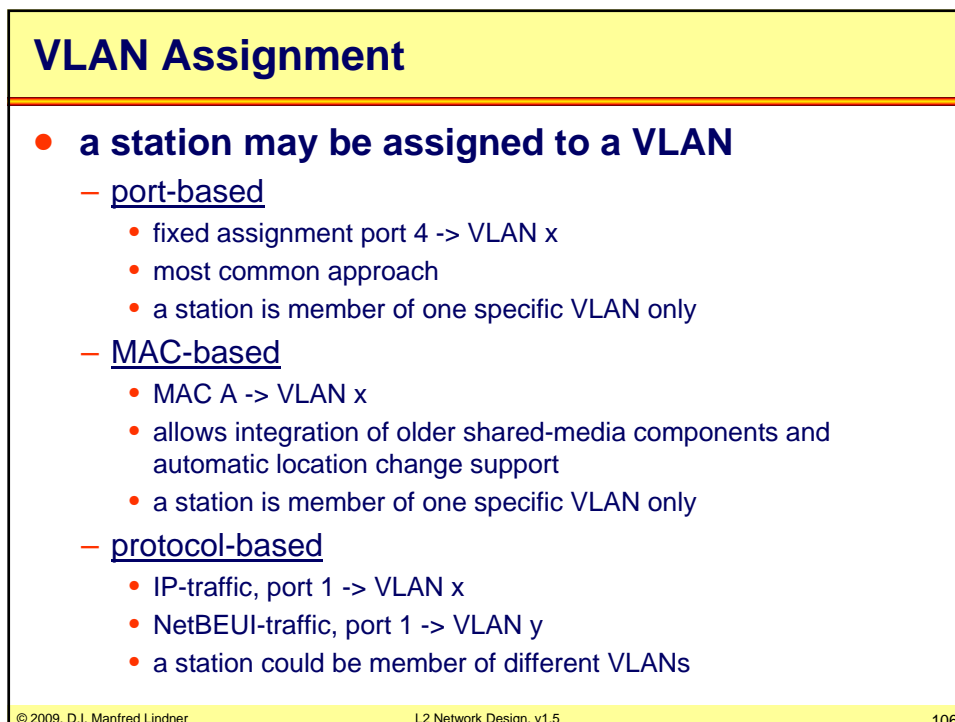 VLAN Assignment
• a station may be assigned to a VLAN
– port-based
• fixed assignment port 4 -> VLAN x
• most common approach
• a station is member of one specific VLAN only
– MAC-based
• MAC A -> VLAN x
• allows integration of older shared-media components and
automatic location change support
• a station is member of one specific VLAN only
– protocol-based
• IP-traffic, port 1 -> VLAN x
• NetBEUI-traffic, port 1 -> VLAN y
• a station could be member of different VLANs
© 2009, D.I. Manfred Lindner
L2 Network Design, v1.5
106